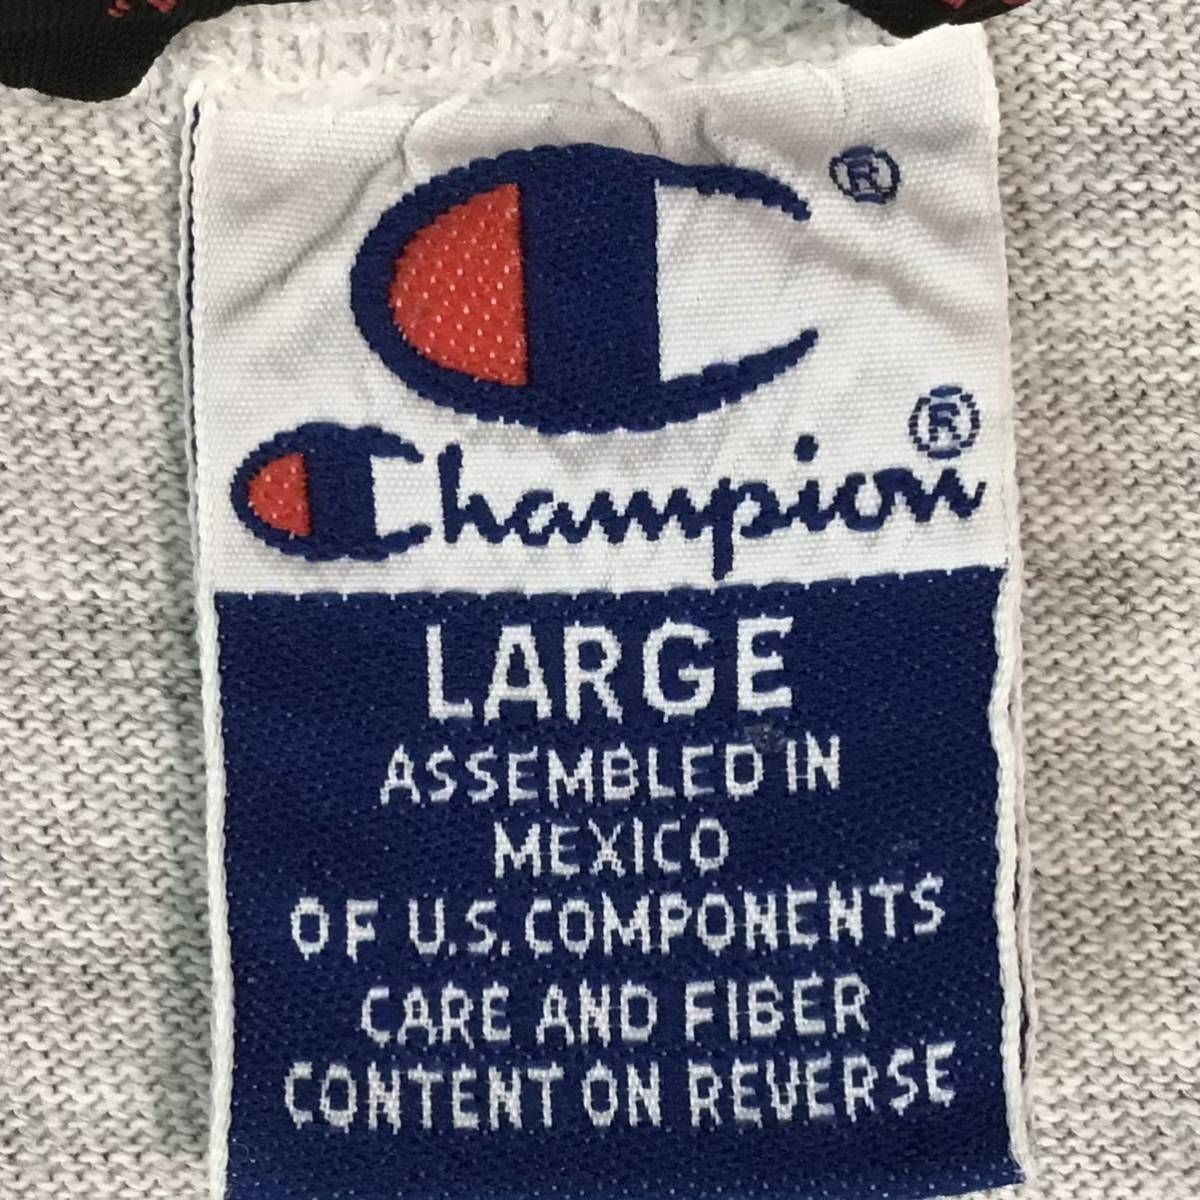 ®
Champion®
LARGE
ASSEMBLED IN
MEXICO
OF U.S. COMPONENTS
CARE AND FIBER
CONTENT ON REVERSE